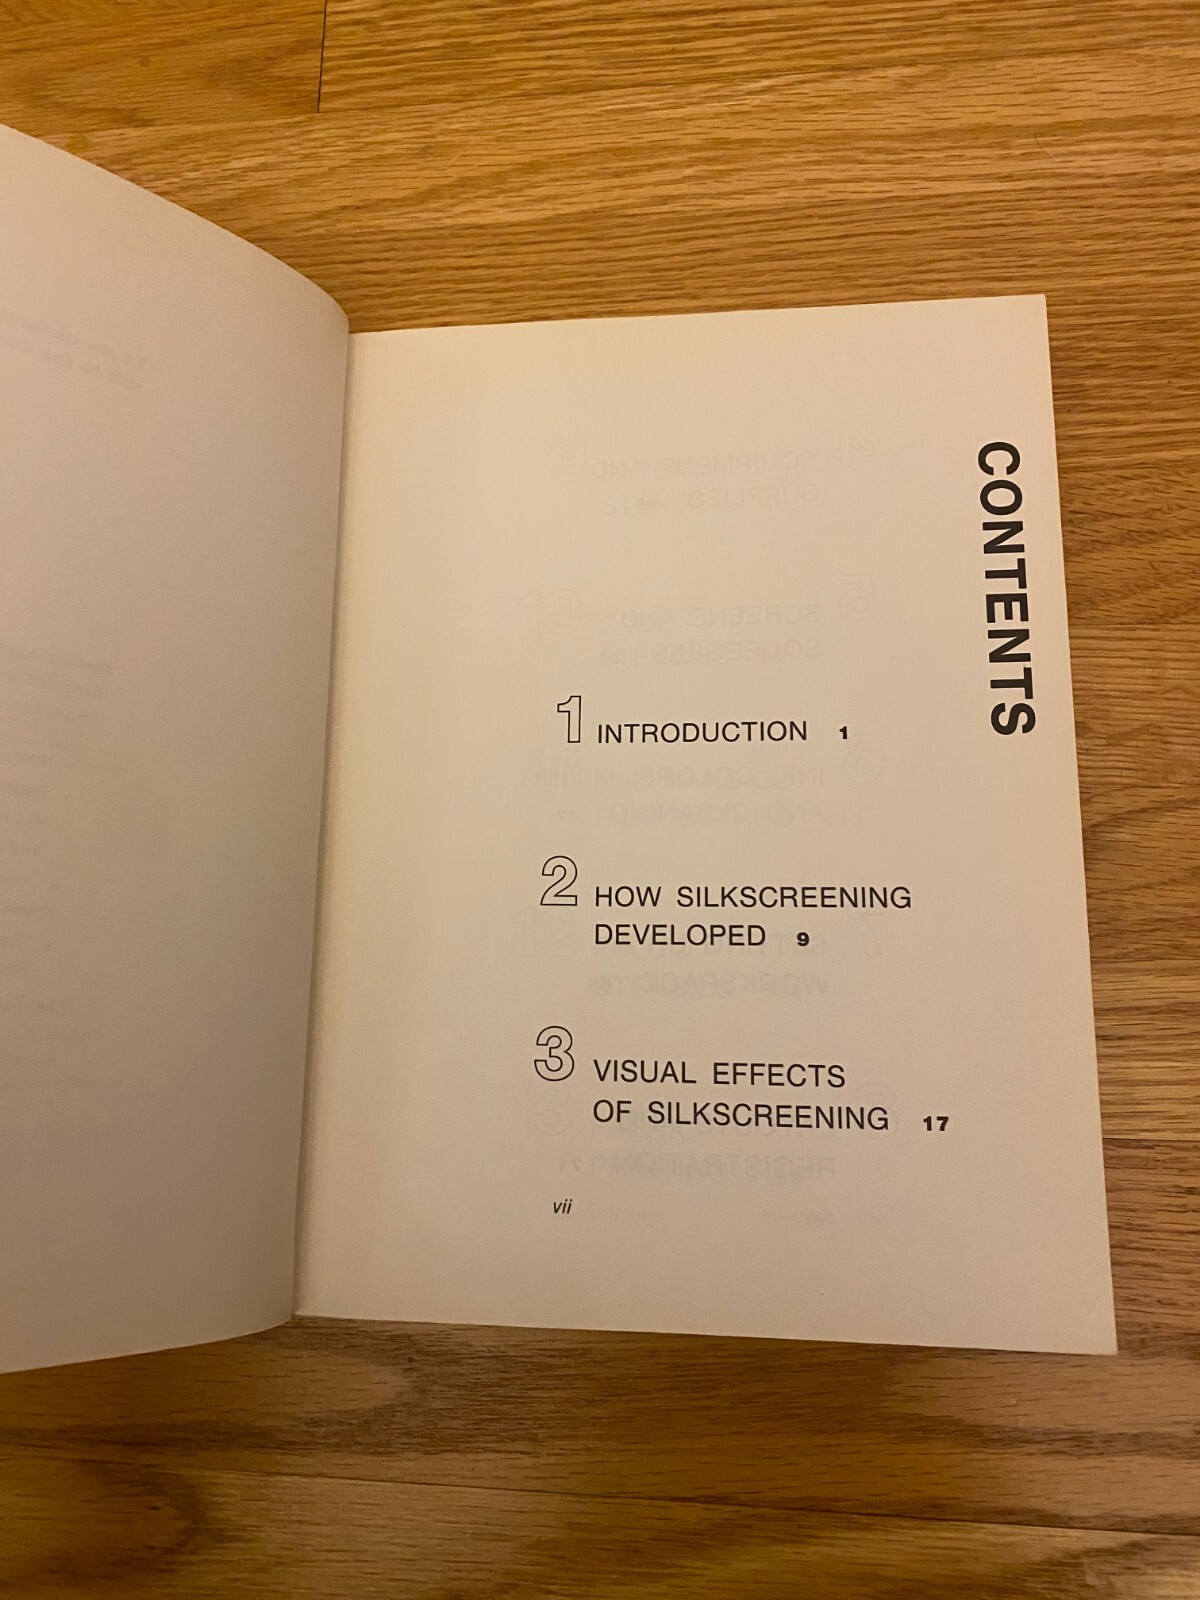 CONTENTS
1 INTRODUCTION 1
2 HOW SILKSCREENING
DEVELOPED 9
3 VISUAL EFFECTS
OF SILKSCREENING 17
vii